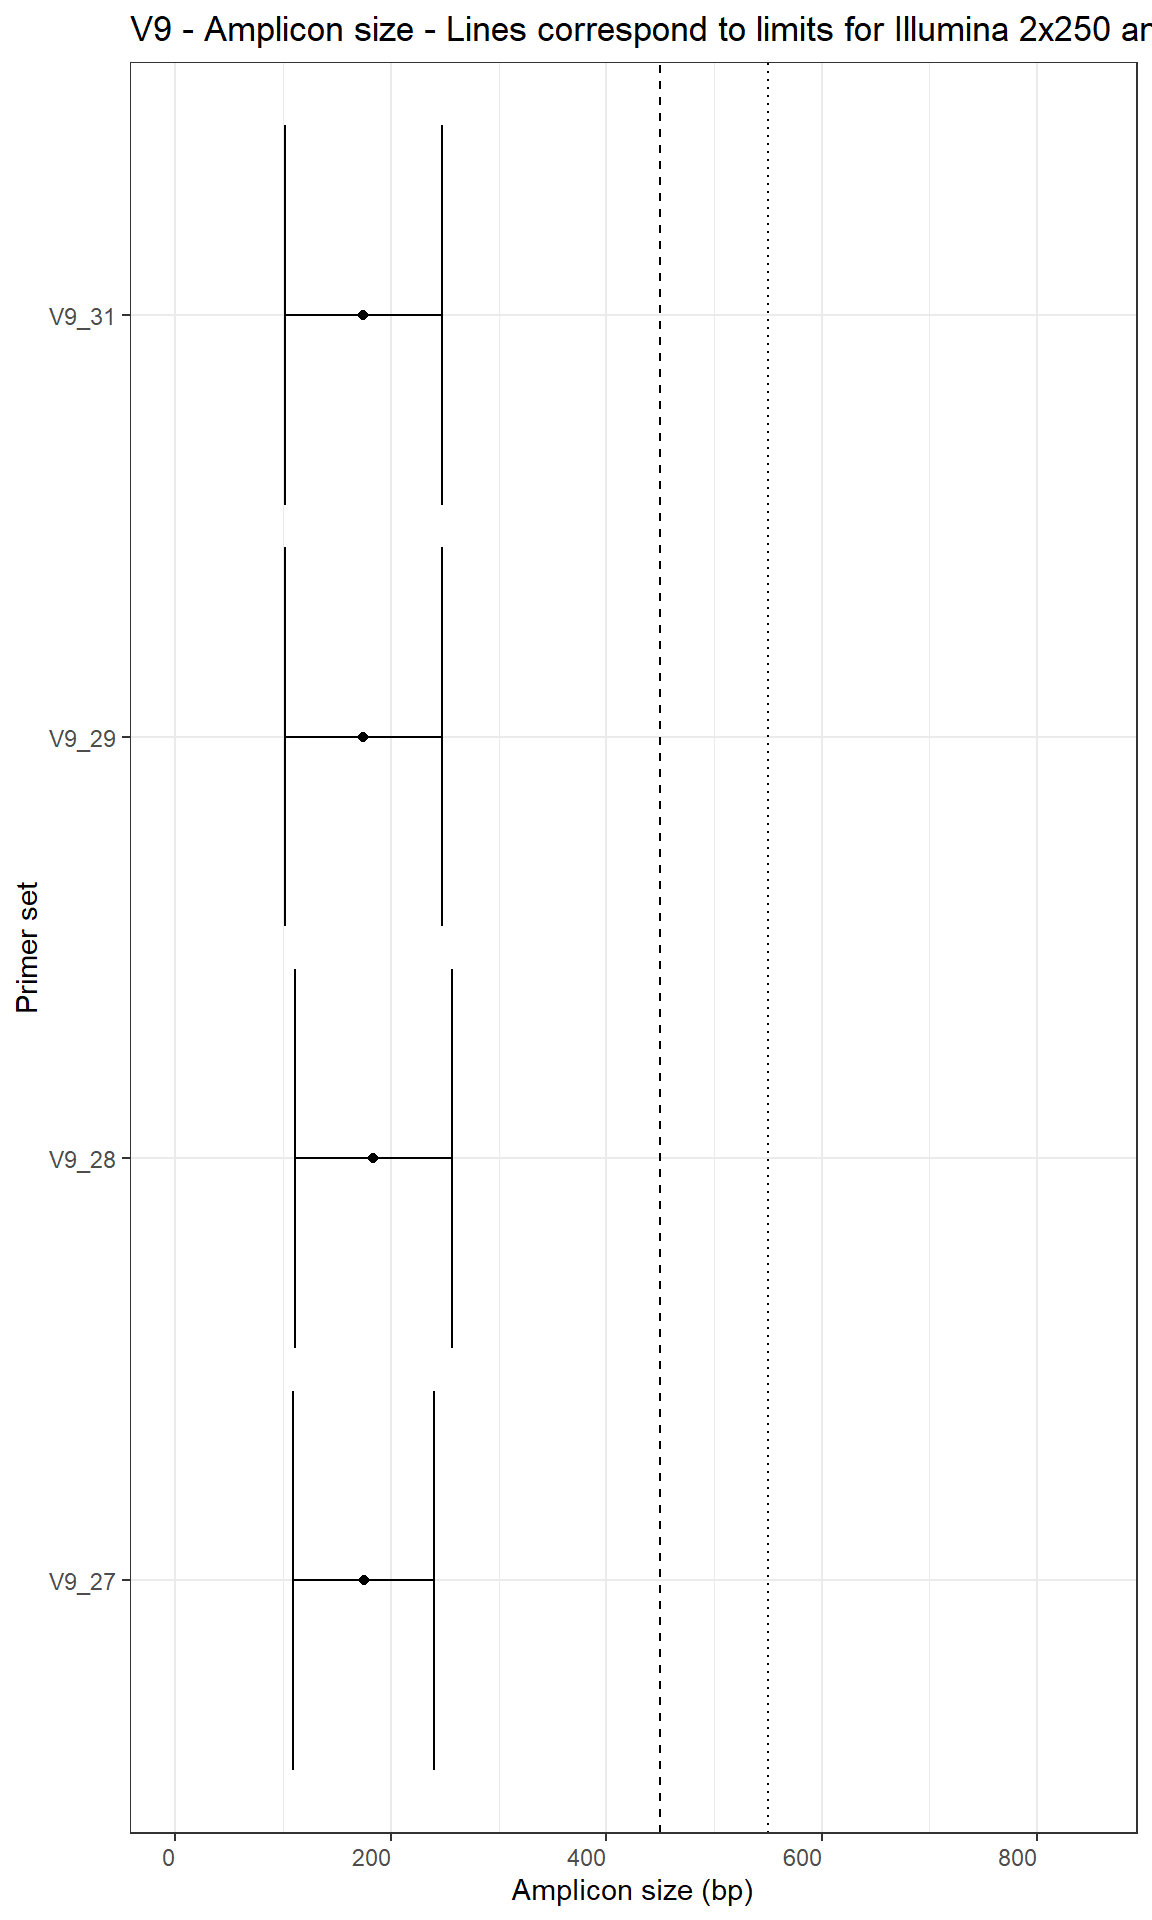 V9 - Amplicon size - Lines correspond to limits for Illumina 2x250 an
V9_31
V9_29
V9_28
V9_27
Primer set
0 200 400 600 800
Amplicon size (bp)